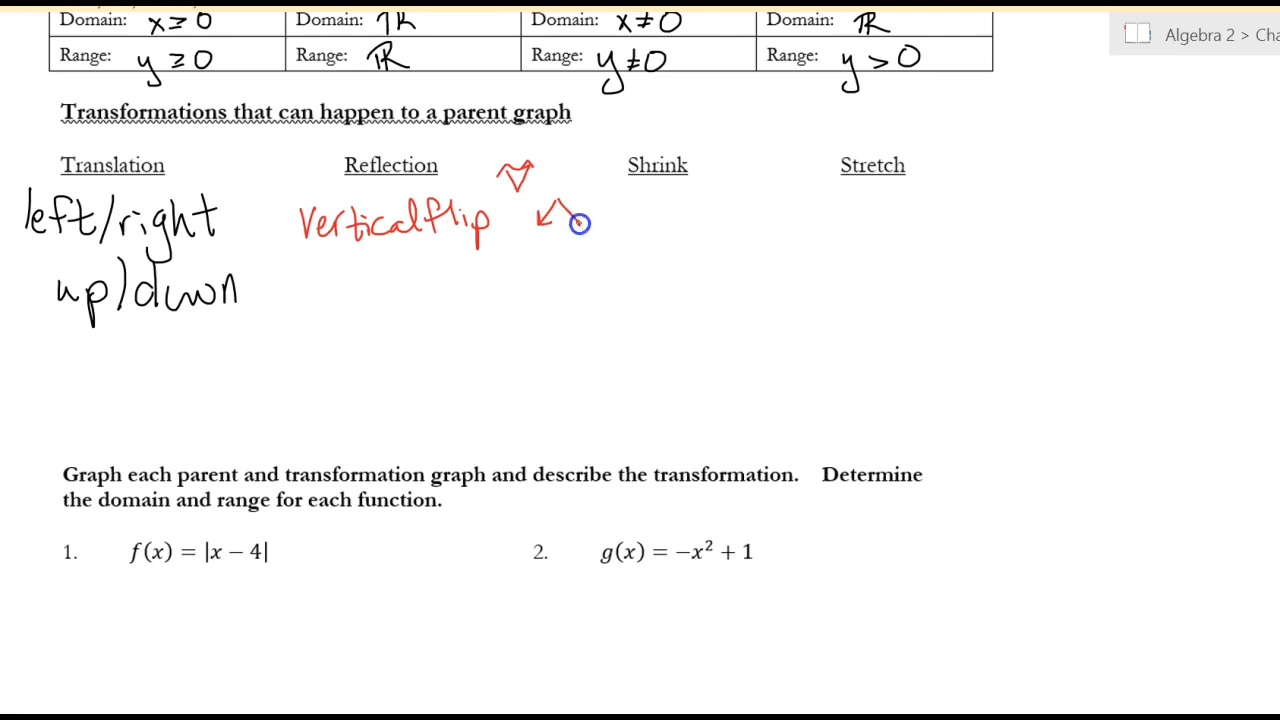 Domain: x ≥ 0 Domain: ℝ Domain: x ≠ 0 Domain: ℝ
Algebra 2 > Cha
Range: y ≥ 0 Range: ℝ Range: y ≠ 0 Range: y > 0
Transformations that can happen to a parent graph
Translation Reflection Shrink Stretch
left/right Vertical flip
up/down
Graph each parent and transformation graph and describe the transformation. Determine
the domain and range for each function.
1. f(x) = |x − 4| 2. g(x) = −x² + 1